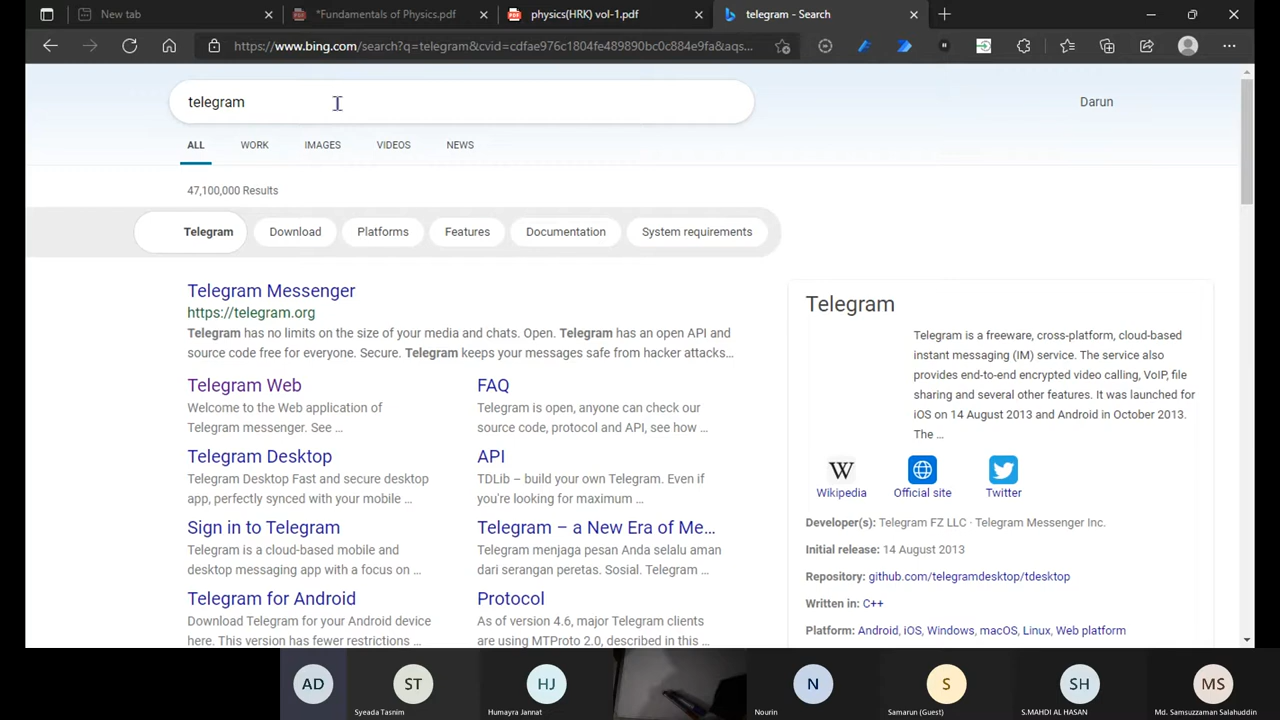 New tab
*Fundamentals of Physics.pdf
physics(HRK) vol-1.pdf
telegram - Search
https://www.bing.com/search?q=telegram&cvid=cdfae976c1804fe489890bc0c884e9fa&aqs...
telegram
Darun
ALL
WORK
IMAGES
VIDEOS
NEWS
47,100,000 Results
Telegram
Download
Platforms
Features
Documentation
System requirements
Telegram Messenger
https://telegram.org
Telegram has no limits on the size of your media and chats. Open. Telegram has an open API and
source code free for everyone. Secure. Telegram keeps your messages safe from hacker attacks...
Telegram Web
Welcome to the Web application of
Telegram messenger. See ...
FAQ
Telegram is open, anyone can check our
source code, protocol and API, see how ...
Telegram Desktop
Telegram Desktop Fast and secure desktop
app, perfectly synced with your mobile ...
API
TDLib – build your own Telegram. Even if
you're looking for maximum ...
Sign in to Telegram
Telegram is a cloud-based mobile and
desktop messaging app with a focus on ...
Telegram – a New Era of Me...
Telegram menjaga pesan Anda selalu aman
dari serangan peretas. Sosial. Telegram ...
Telegram for Android
Download Telegram for your Android device
here. This version has fewer restrictions ...
Protocol
As of version 4.6, major Telegram clients
are using MTProto 2.0, described in this ...
Telegram
Telegram is a freeware, cross-platform, cloud-based
instant messaging (IM) service. The service also
provides end-to-end encrypted video calling, VoIP, file
sharing and several other features. It was launched for
iOS on 14 August 2013 and Android in October 2013.
The ...
W
Wikipedia
Official site
Twitter
Developer(s): Telegram FZ LLC · Telegram Messenger Inc.
Initial release: 14 August 2013
Repository: github.com/telegramdesktop/tdesktop
Written in: C++
Platform: Android, iOS, Windows, macOS, Linux, Web platform
AD
ST
Syeada Tasnim
HJ
Humayra Jannat
N
Nourin
S
Samarun (Guest)
SH
S.MAHDI AL HASAN
MS
Md. Samsuzzaman Salahuddin